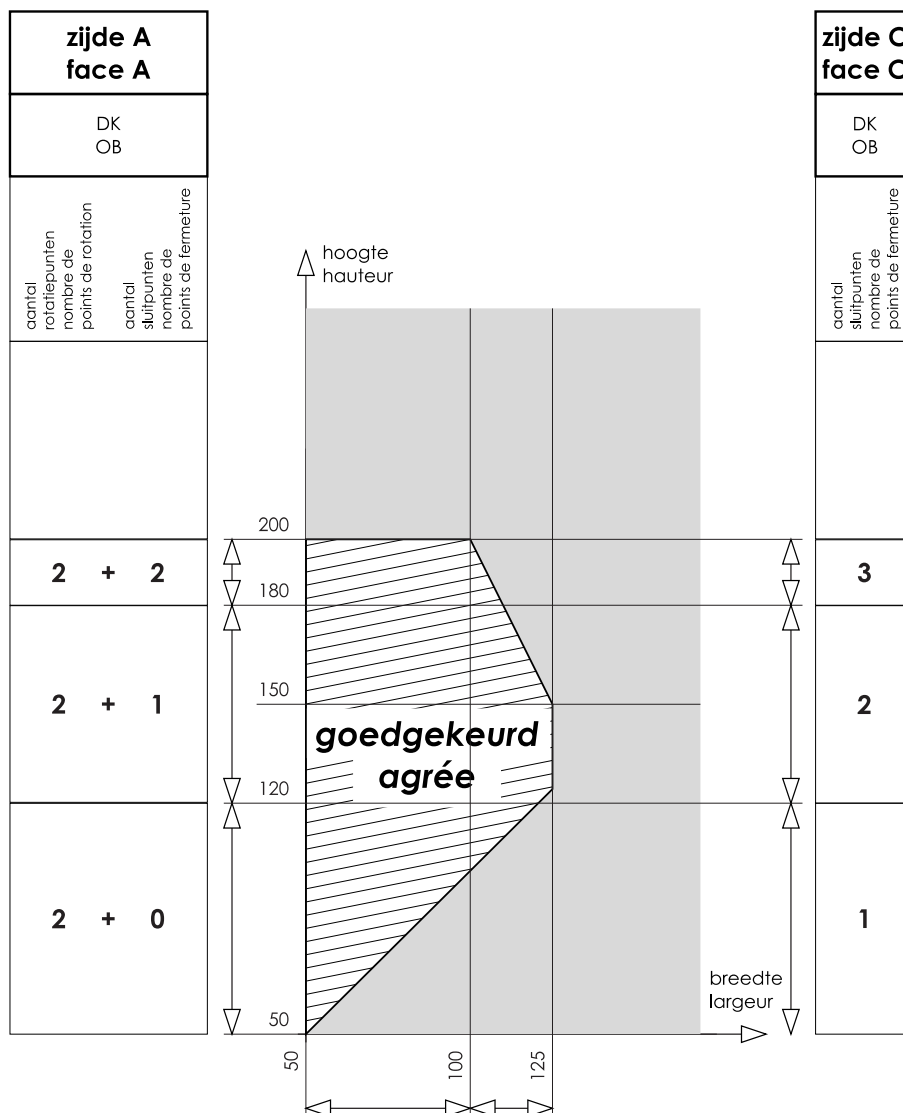 zijde A
face A
DK
OB
aantal
rotatiepunten
nombre de
points de rotation
aantal
sluitpunten
nombre de
points de fermeture
2 + 2
2 + 1
2 + 0
hoogte
hauteur
200
180
150
120
50
goedgekeurd
agrée
breedte
largeur
50
100
125
zijde C
face C
DK
OB
aantal
sluitpunten
nombre de
points de fermeture
3
2
1